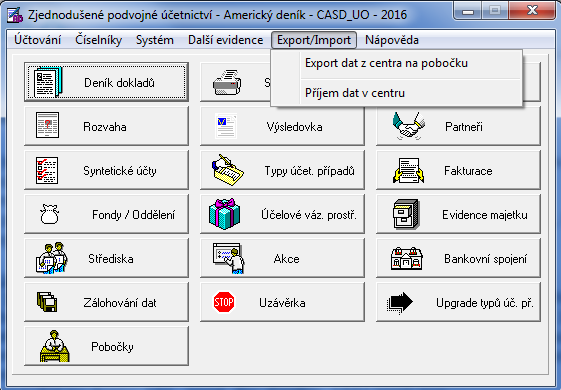 Zjednodušené podvojné účetnictví - Americký deník - CASD_UO - 2016
Účtování Číselníky Systém Další evidence Export/Import Nápověda
Export dat z centra na pobočku
Příjem dat v centru
Deník dokladů S
Rozvaha Výsledovka Partneři
Syntetické účty Typy účet. případů Fakturace
Fondy / Oddělení Účelové váz. prostř. Evidence majetku
Střediska Akce Bankovní spojení
Zálohování dat STOP Uzávěrka Upgrade typů úč. př.
Pobočky